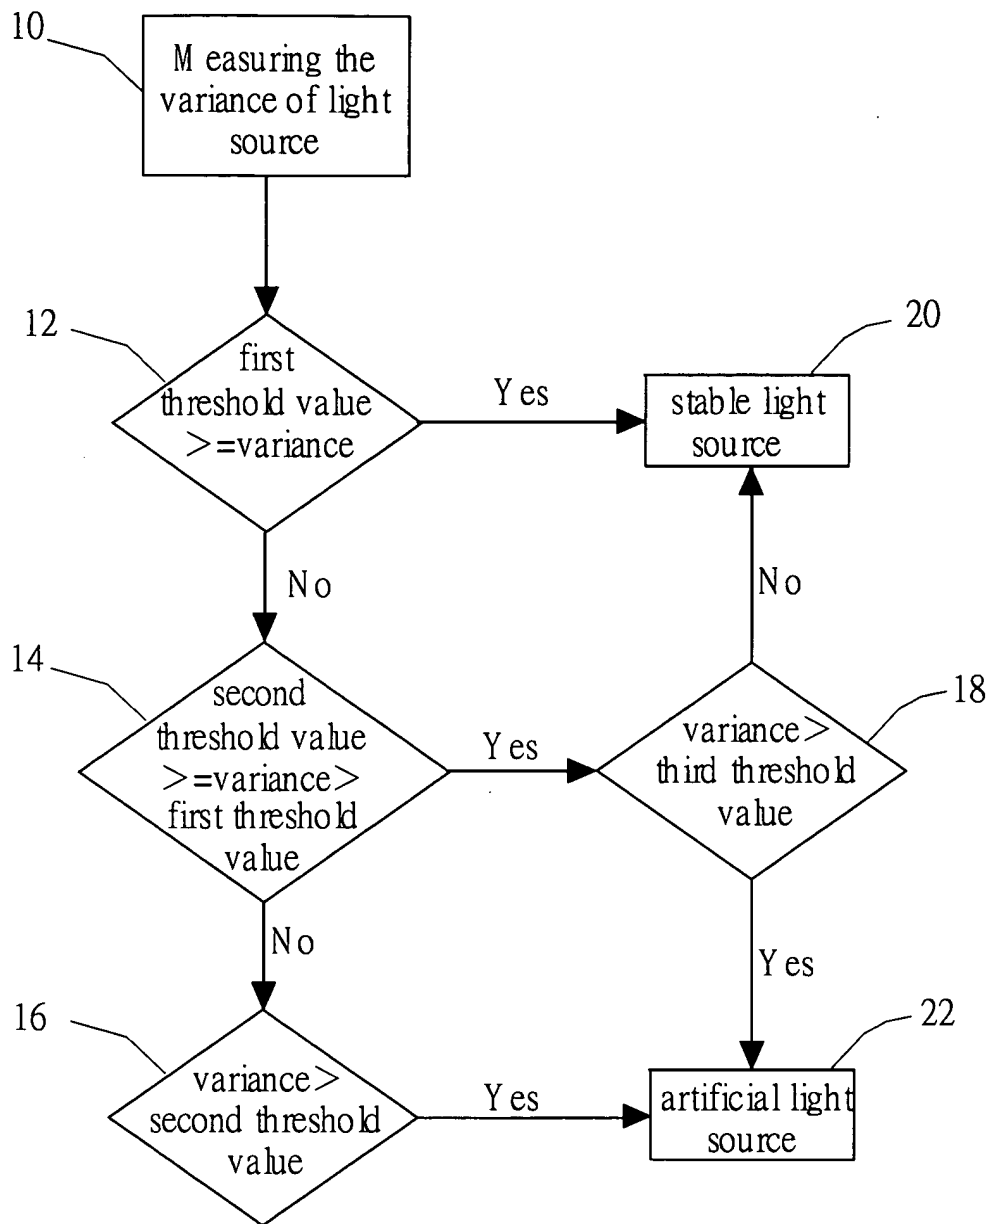 10
M easuring the
variance of light
source
12
first
threshold value
>=variance
Yes
20
stable light
source
No
No
14
second
threshold value
>=variance>
first threshold
value
Yes
18
variance>
third threshold
value
No
Yes
16
variance>
second threshold
value
Yes
22
artificial light
source